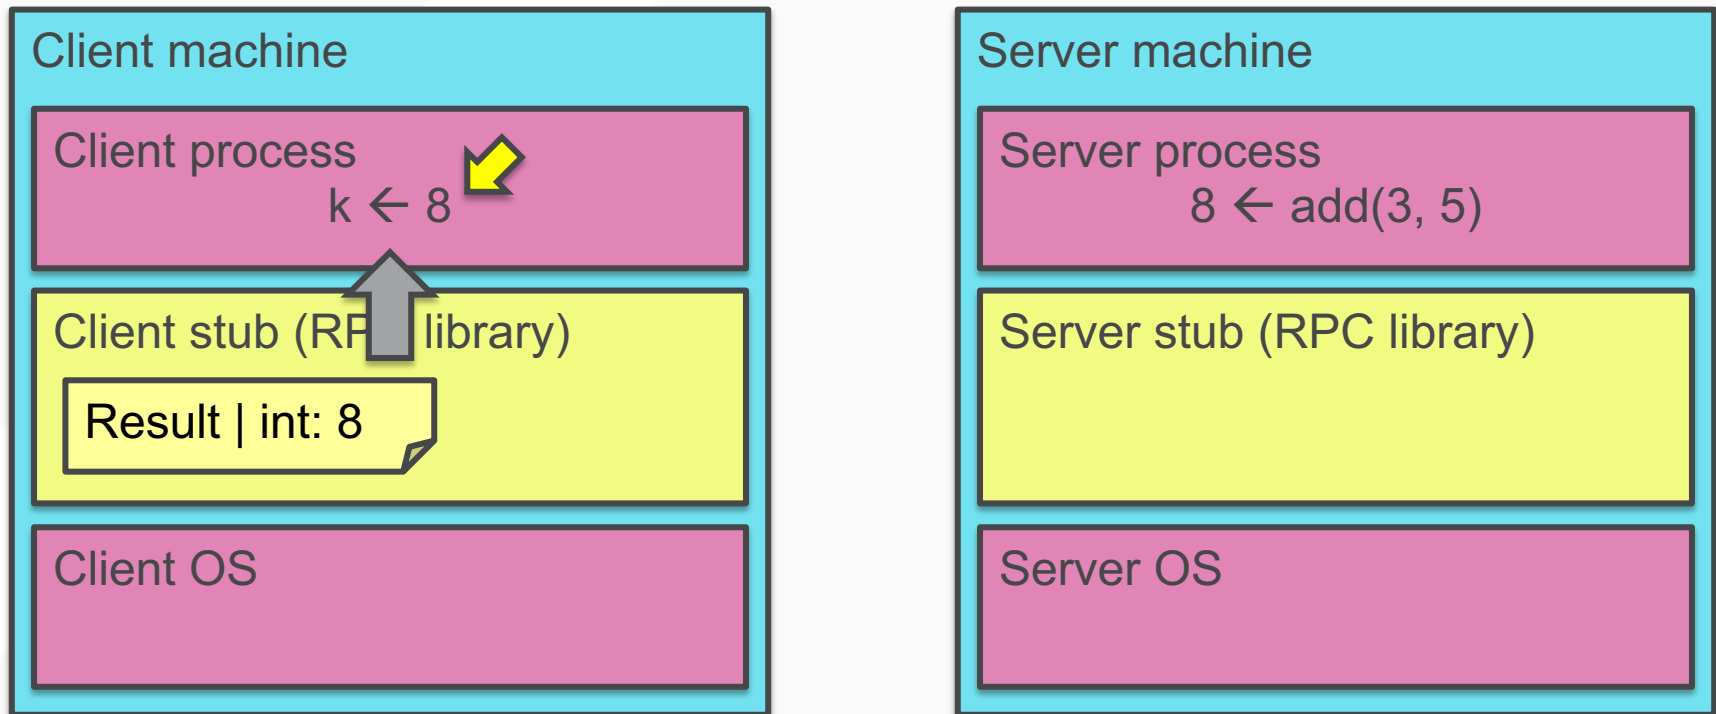 Client machine
Client process
k ← 8
Client stub (RP library)
Result | int: 8
Client OS
Server machine
Server process
8 ← add(3, 5)
Server stub (RPC library)
Server OS